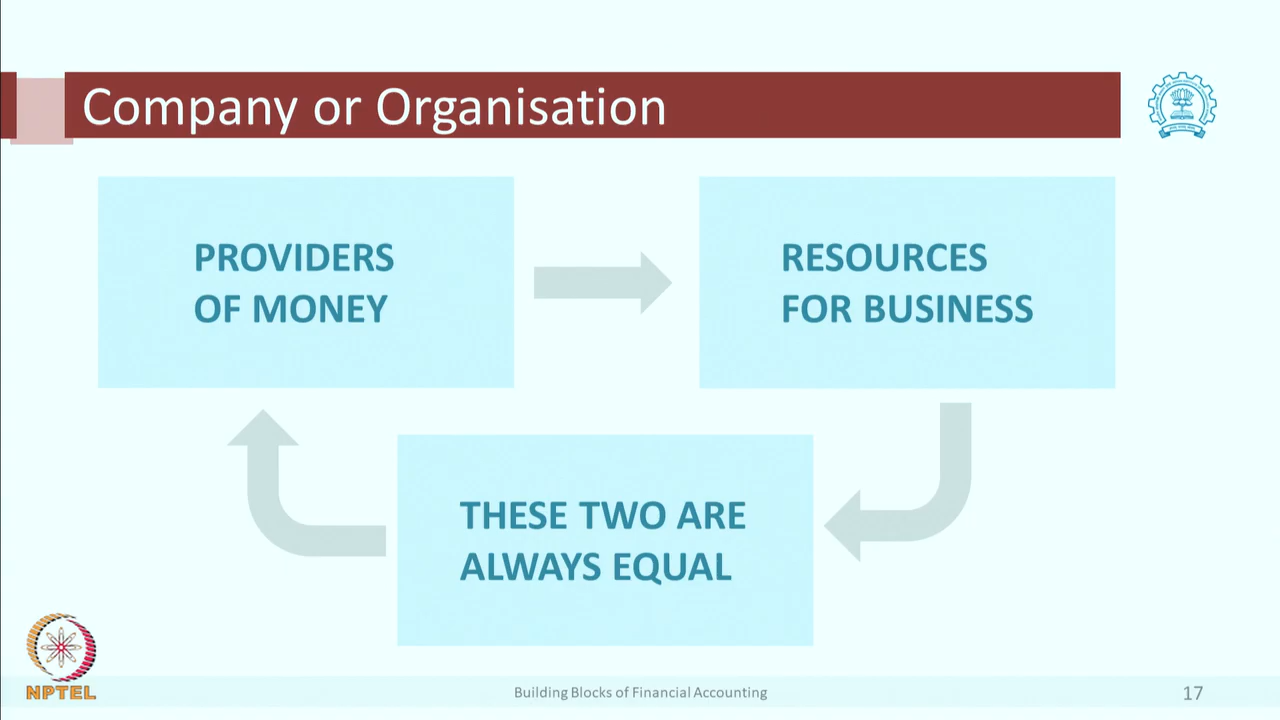 Company or Organisation
PROVIDERS
OF MONEY
RESOURCES
FOR BUSINESS
THESE TWO ARE
ALWAYS EQUAL
NPTEL
Building Blocks of Financial Accounting
17